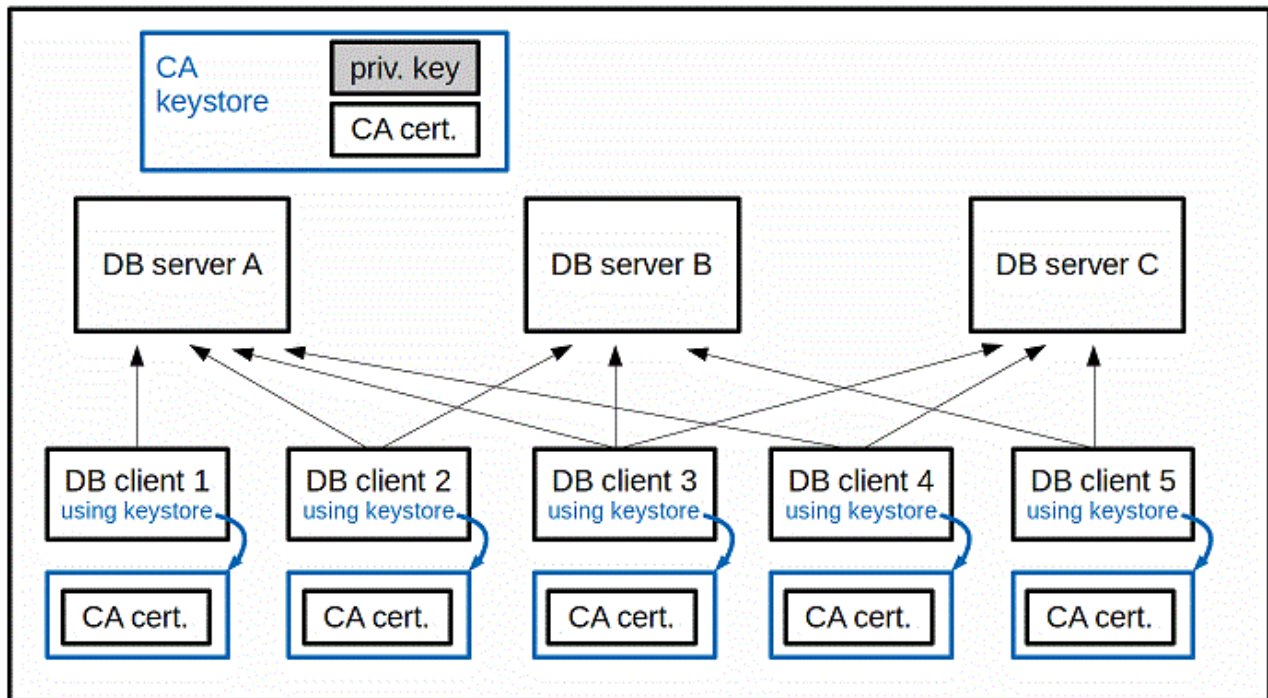 CA
keystore
priv. key
CA cert.
DB server A
DB server B
DB server C
DB client 1
using keystore
DB client 2
using keystore
DB client 3
using keystore
DB client 4
using keystore
DB client 5
using keystore
CA cert.
CA cert.
CA cert.
CA cert.
CA cert.